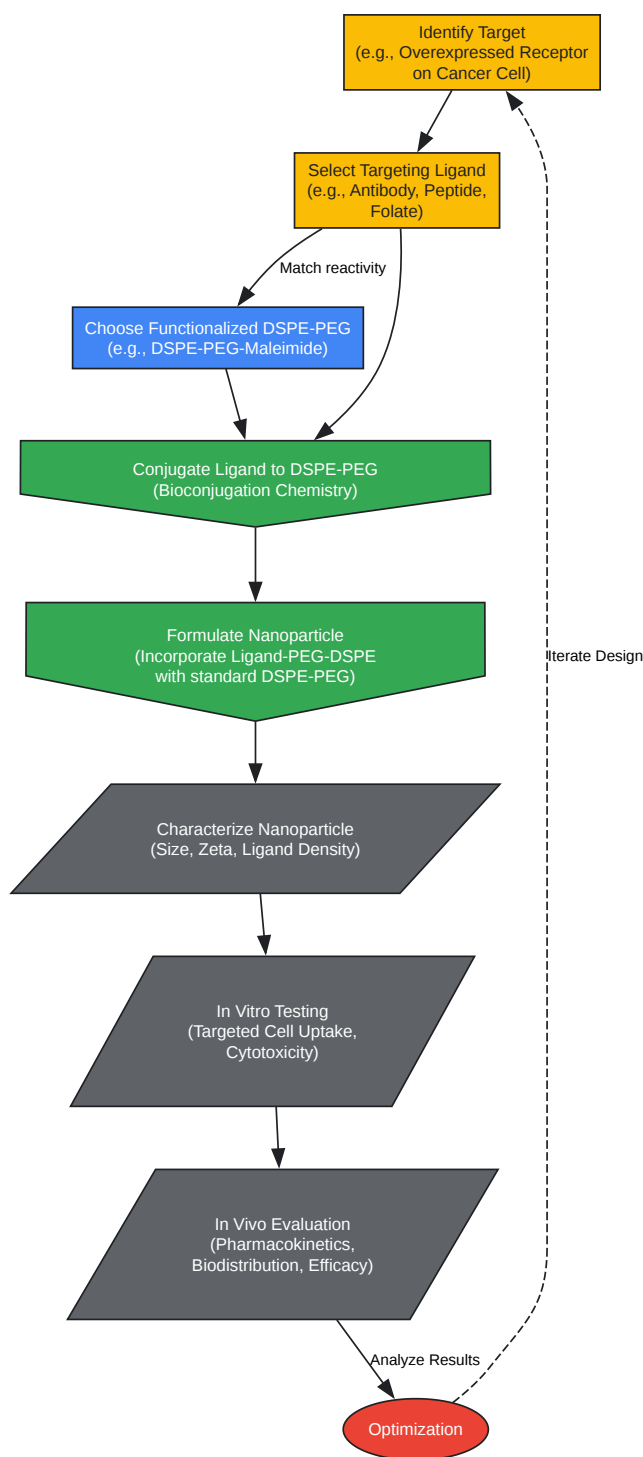 Identify Target
(e.g., Overexpressed Receptor
on Cancer Cell)
Select Targeting Ligand
(e.g., Antibody, Peptide,
Folate)
Match reactivity
Choose Functionalized DSPE-PEG
(e.g., DSPE-PEG-Maleimide)
Conjugate Ligand to DSPE-PEG
(Bioconjugation Chemistry)
Formulate Nanoparticle
(Incorporate Ligand-PEG-DSPE
with standard DSPE-PEG)
Iterate Design
Characterize Nanoparticle
(Size, Zeta, Ligand Density)
In Vitro Testing
(Targeted Cell Uptake,
Cytotoxicity)
In Vivo Evaluation
(Pharmacokinetics,
Biodistribution, Efficacy)
Analyze Results
Optimization